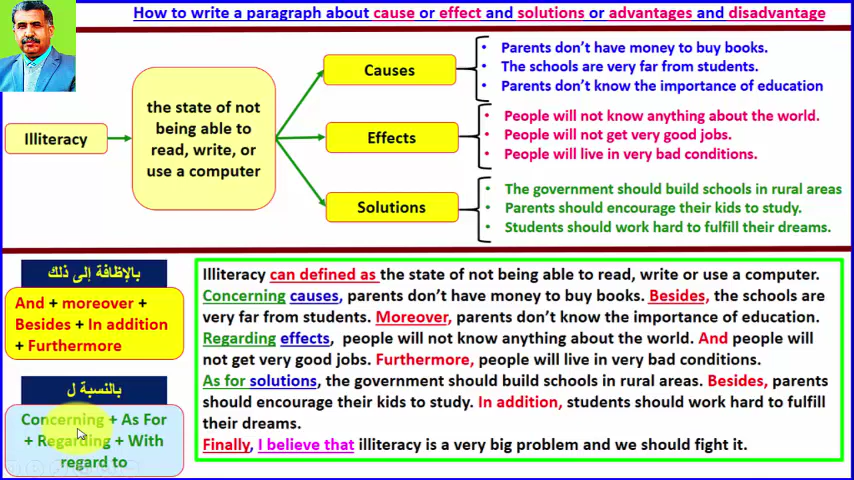 How to write a paragraph about cause or effect and solutions or advantages and disadvantage
Illiteracy
the state of not
being able to
read, write, or
use a computer
Causes
• Parents don't have money to buy books.
• The schools are very far from students.
• Parents don't know the importance of education
Effects
• People will not know anything about the world.
• People will not get very good jobs.
• People will live in very bad conditions.
Solutions
• The government should build schools in rural areas
• Parents should encourage their kids to study.
• Students should work hard to fulfill their dreams.
بالإظافة إلى ذلك
And + moreover +
Besides + In addition
+ Furthermore
بالنسبة ل
Concerning + As For
+ Regarding + With
regard to
Illiteracy can defined as the state of not being able to read, write or use a computer.
Concerning causes, parents don't have money to buy books. Besides, the schools are
very far from students. Moreover, parents don't know the importance of education.
Regarding effects, people will not know anything about the world. And people will
not get very good jobs. Furthermore, people will live in very bad conditions.
As for solutions, the government should build schools in rural areas. Besides, parents
should encourage their kids to study. In addition, students should work hard to fulfill
their dreams.
Finally, I believe that illiteracy is a very big problem and we should fight it.